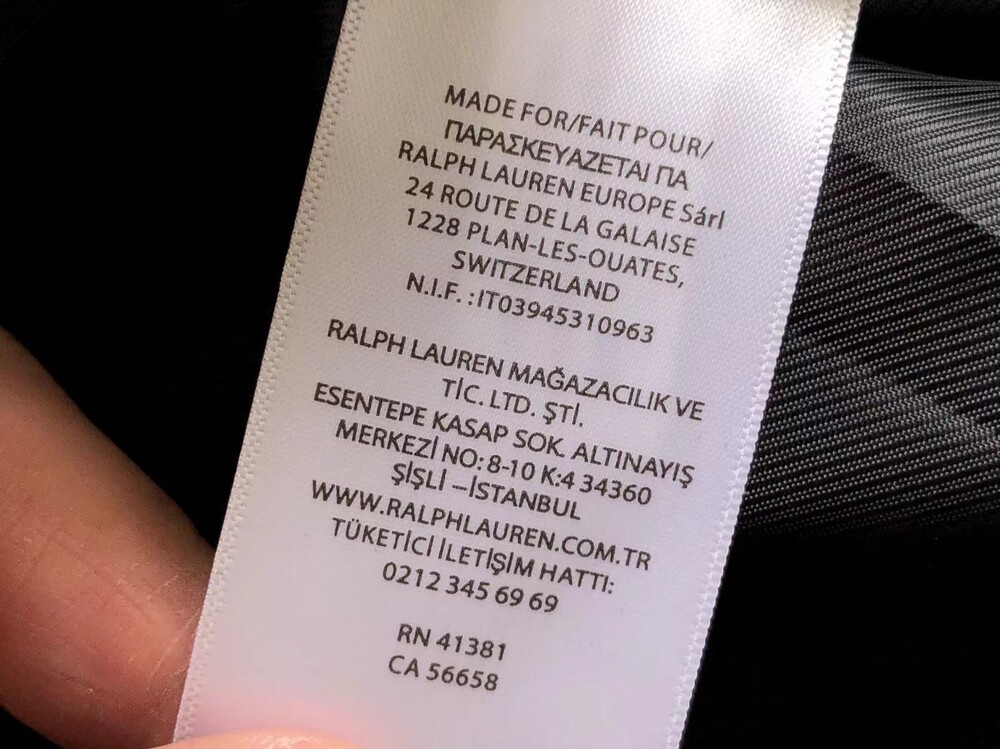 MADE FOR/FAIT POUR/
ΠΑΡΑΣΚΕΥΑΖΕΤΑΙ ΠΑ
RALPH LAUREN EUROPE Sárl
24 ROUTE DE LA GALAISE
1228 PLAN-LES-OUATES,
SWITZERLAND
N.I.F. :IT03945310963
RALPH LAUREN MAĞAZACILIK VE
TİC. LTD. ŞTİ.
ESENTEPE KASAP SOK. ALTINAYIŞ
MERKEZİ NO: 8-10 K:4 34360
ŞİŞLİ –İSTANBUL
WWW.RALPHLAUREN.COM.TR
TÜKETİCİ İLETİŞİM HATTI:
0212 345 69 69
RN 41381
CA 56658